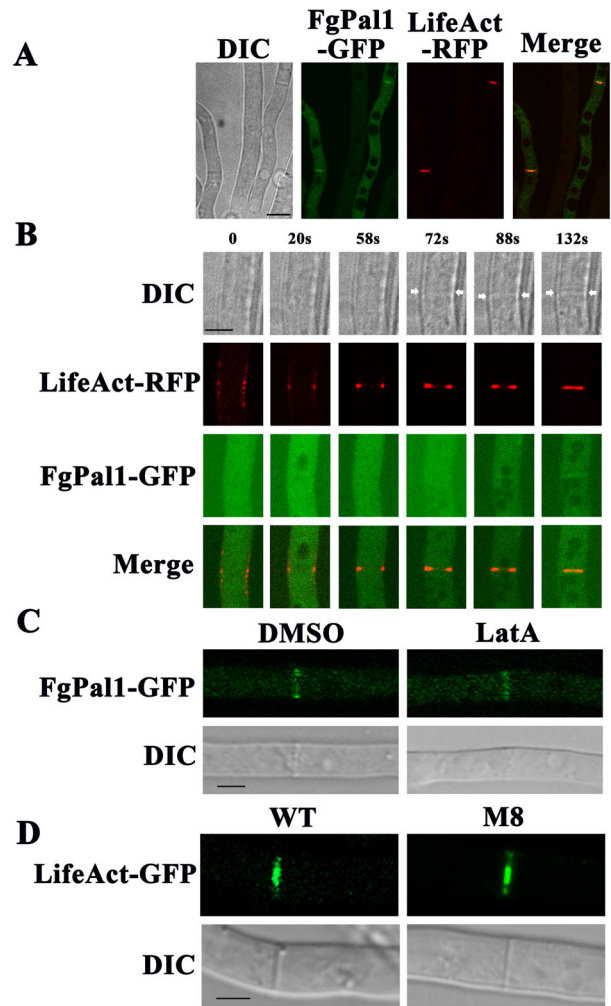 A
DIC
FgPal1
-GFP
LifeAct
-RFP
Merge
B
0 20s 58s 72s 88s 132s
DIC
LifeAct-RFP
FgPal1-GFP
Merge
C
DMSO LatA
FgPal1-GFP
DIC
D
WT M8
LifeAct-GFP
DIC